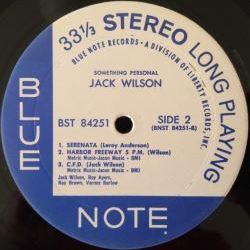 33⅓ STEREO LONG PLAYING
BLUE NOTE RECORDS • A DIVISION OF LIBERTY RECORDS, INC.
SOMETHING PERSONAL
JACK WILSON
BST 84251
SIDE 2
(BNST 84251-B)
1. SERENATA (Leroy Anderson)
2. HARBOR FREEWAY 5 P.M. (Wilson)
Metric Music-Jacon Music - BMI
3. C.F.D. (Jack Wilson)
Metric Music-Jacon Music - BMI
Jack Wilson, Roy Ayers,
Ray Brown, Varney Barlow
BLUE
NOTE